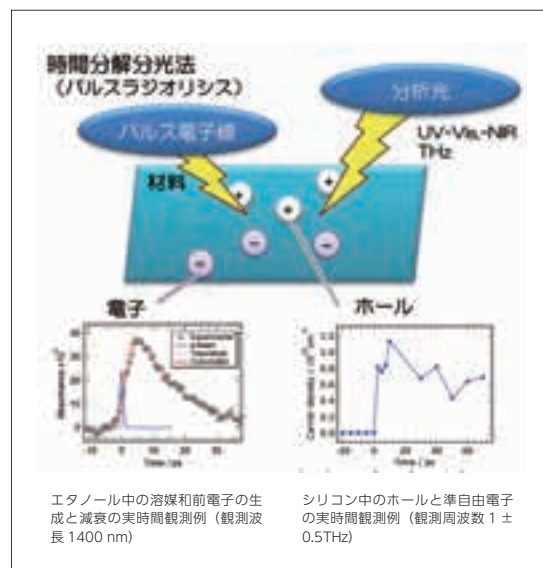 時間分解分光法
(パルスラジオリシス)
分析光
パルス電子線
UV-Vis.-NIR
THz
材料
電子
ホール
Time / ps
Time / ps
エタノール中の溶媒和前電子の生
成と減衰の実時間観測例（観測波
長 1400 nm）
シリコン中のホールと準自由電子
の実時間観測例（観測周波数 1 ±
0.5THz）